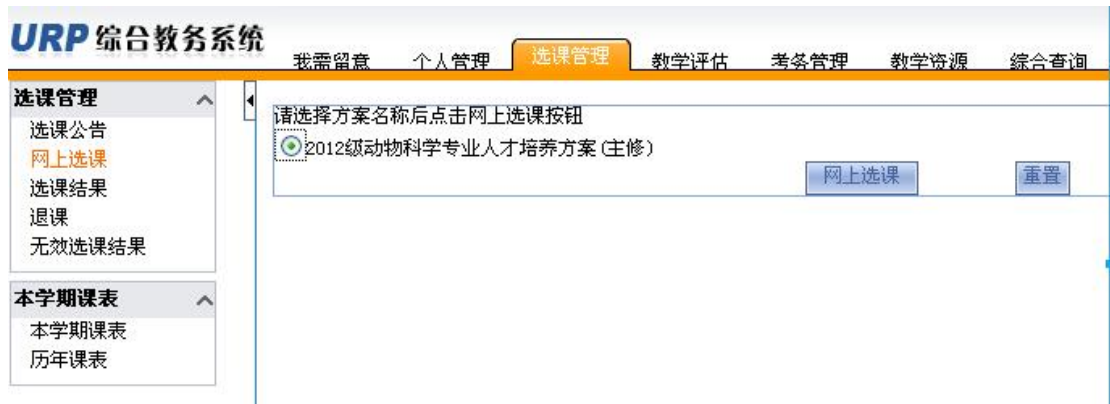 URP 综合教务系统
我需留意 个人管理 选课管理 教学评估 考务管理 教学资源 综合查询
选课管理
选课公告
网上选课
选课结果
退课
无效选课结果
本学期课表
本学期课表
历年课表
请选择方案名称后点击网上选课按钮
2012级动物科学专业人才培养方案(主修)
网上选课 重置